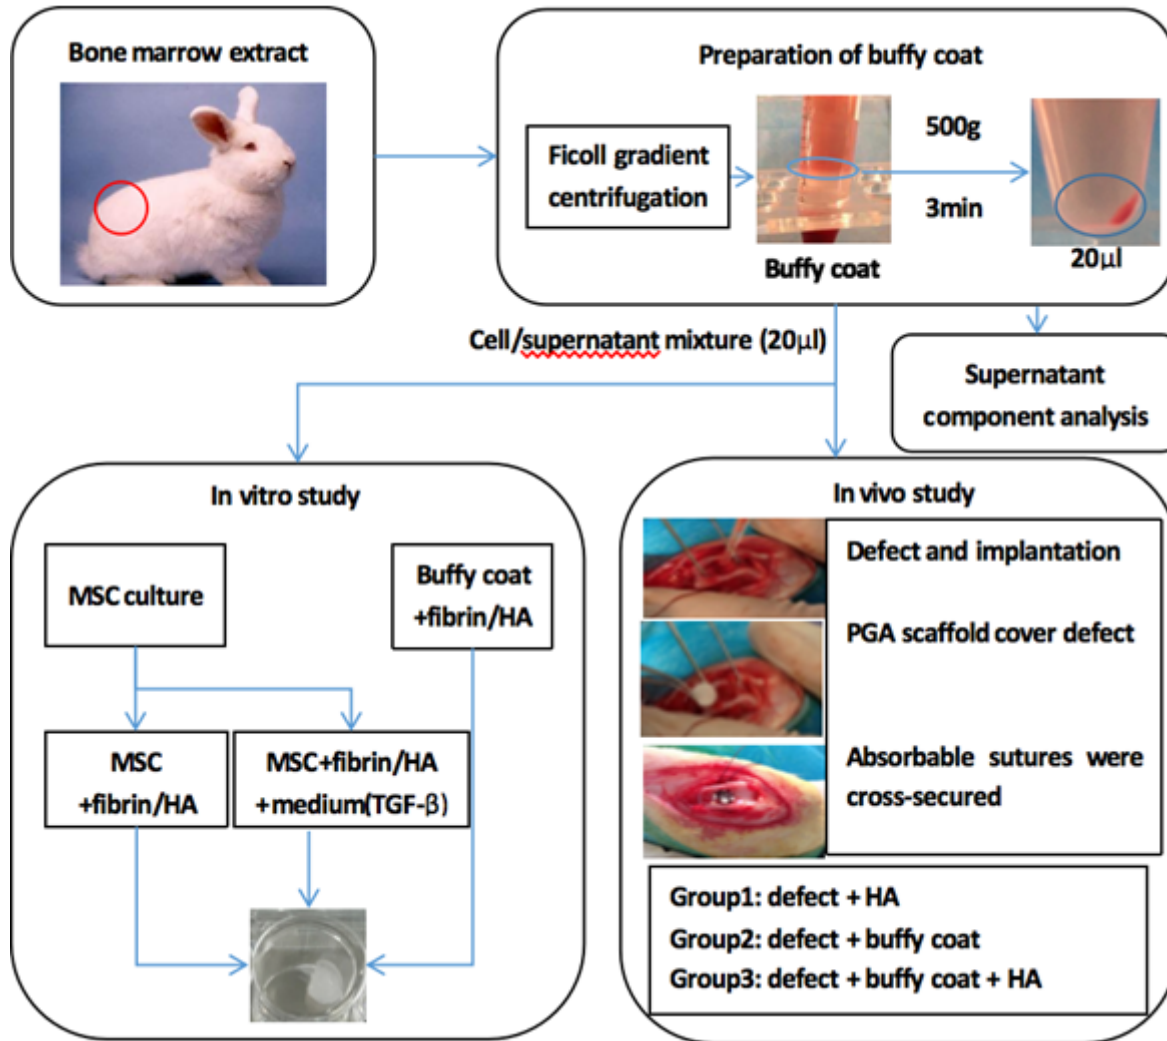 Bone marrow extract
Preparation of buffy coat
Ficoll gradient
centrifugation
500g
3min
Buffy coat
20μl
Cell/supernatant mixture (20μl)
Supernatant
component analysis
In vitro study
MSC culture
Buffy coat
+fibrin/HA
MSC
+fibrin/HA
MSC+fibrin/HA
+medium(TGF-β)
In vivo study
Defect and implantation
PGA scaffold cover defect
Absorbable sutures were
cross-secured
Group1: defect + HA
Group2: defect + buffy coat
Group3: defect + buffy coat + HA